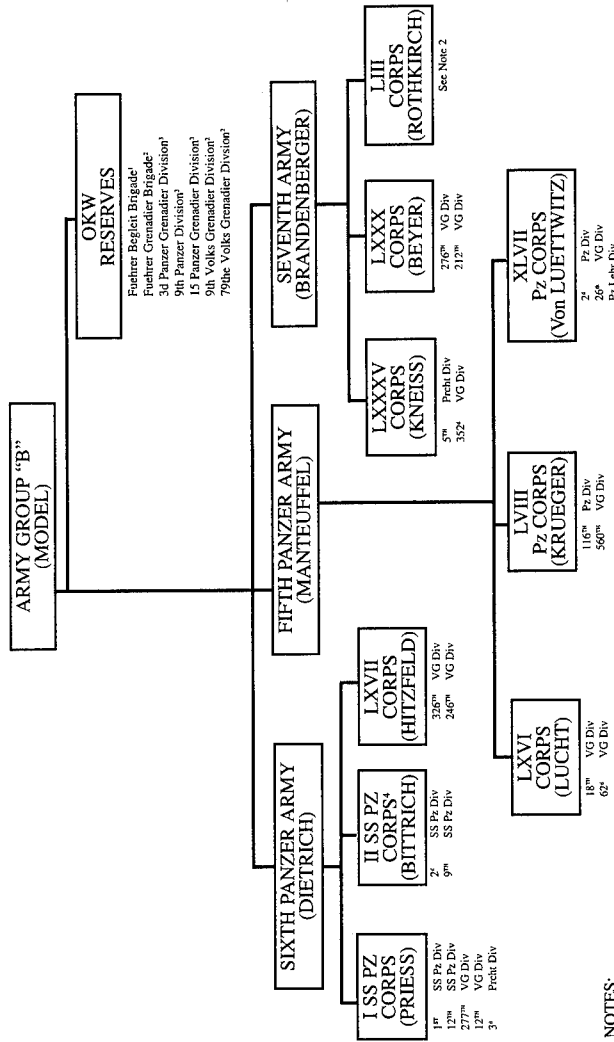 ARMY GROUP "B"
(MODEL)
OKW
RESERVES
Fuehrer Begleit Brigade¹
Fuehrer Grenadier Brigade²
3d Panzer Grenadier Division³
9th Panzer Division³
15 Panzer Grenadier Division³
9th Volks Grenadier Division²
79the Volks Grenadier Divsion²
SIXTH PANZER ARMY
(DIETRICH)
FIFTH PANZER ARMY
(MANTEUFFEL)
SEVENTH ARMY
(BRANDENBERGER)
I SS PZ
CORPS
(PRIESS)
1ST SS Pz Div
12TH SS Pz Div
277TH VG Div
12TH VG Div
3ᵈ Prcht Div
II SS PZ
CORPS⁴
(BITTRICH)
2ᵈ SS Pz Div
9TH SS Pz Div
LXVII
CORPS
(HITZFELD)
326TH VG Div
246TH VG Div
LXXXV
CORPS
(KNEISS)
5TH Prcht Div
352ᵈ VG Div
LXXX
CORPS
(BEYER)
276TH VG Div
212TH VG Div
LIII
CORPS
(ROTHKIRCH)
See Note 2
LXVI
CORPS
(LUCHT)
18TH VG Div
62ᵈ VG Div
LVIII
Pz CORPS
(KRUEGER)
116TH Pz Div
560TH VG Div
XLVII
Pz CORPS
(Von LUETTWITZ)
2ᵈ Pz Div
26ᵗʰ VG Div
Pz Lehr Div
NOTES: